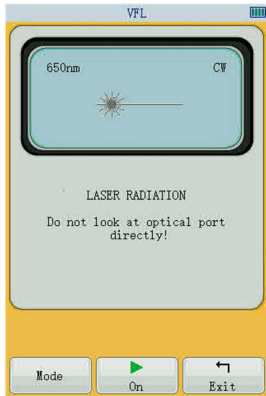 VFL
650nm CW
LASER RADIATION
Do not look at optical port
directly!
Mode
On
Exit